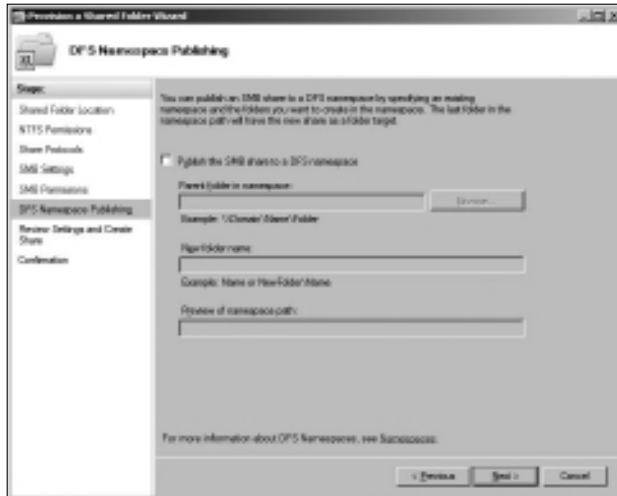 Provision a Shared Folder Wizard
DFS Namespace Publishing
Steps:
Shared Folder Location
NTFS Permissions
Share Protocols
SMB Settings
SMB Permissions
DFS Namespace Publishing
Review Settings and Create
Share
Confirmation
You can publish an SMB share to a DFS namespace by specifying an existing
namespace and the folders you want to create in the namespace. The last folder in the
namespace path will have the new share as a folder target.
Publish the SMB share to a DFS namespace
Parent folder in namespace:
Browse...
Example: \\Domain\Name\Folder
New folder name:
Example: Name or NewFolder\Name
Preview of namespace path:
For more information about DFS Namespaces, see Namespaces.
< Previous
Next >
Cancel